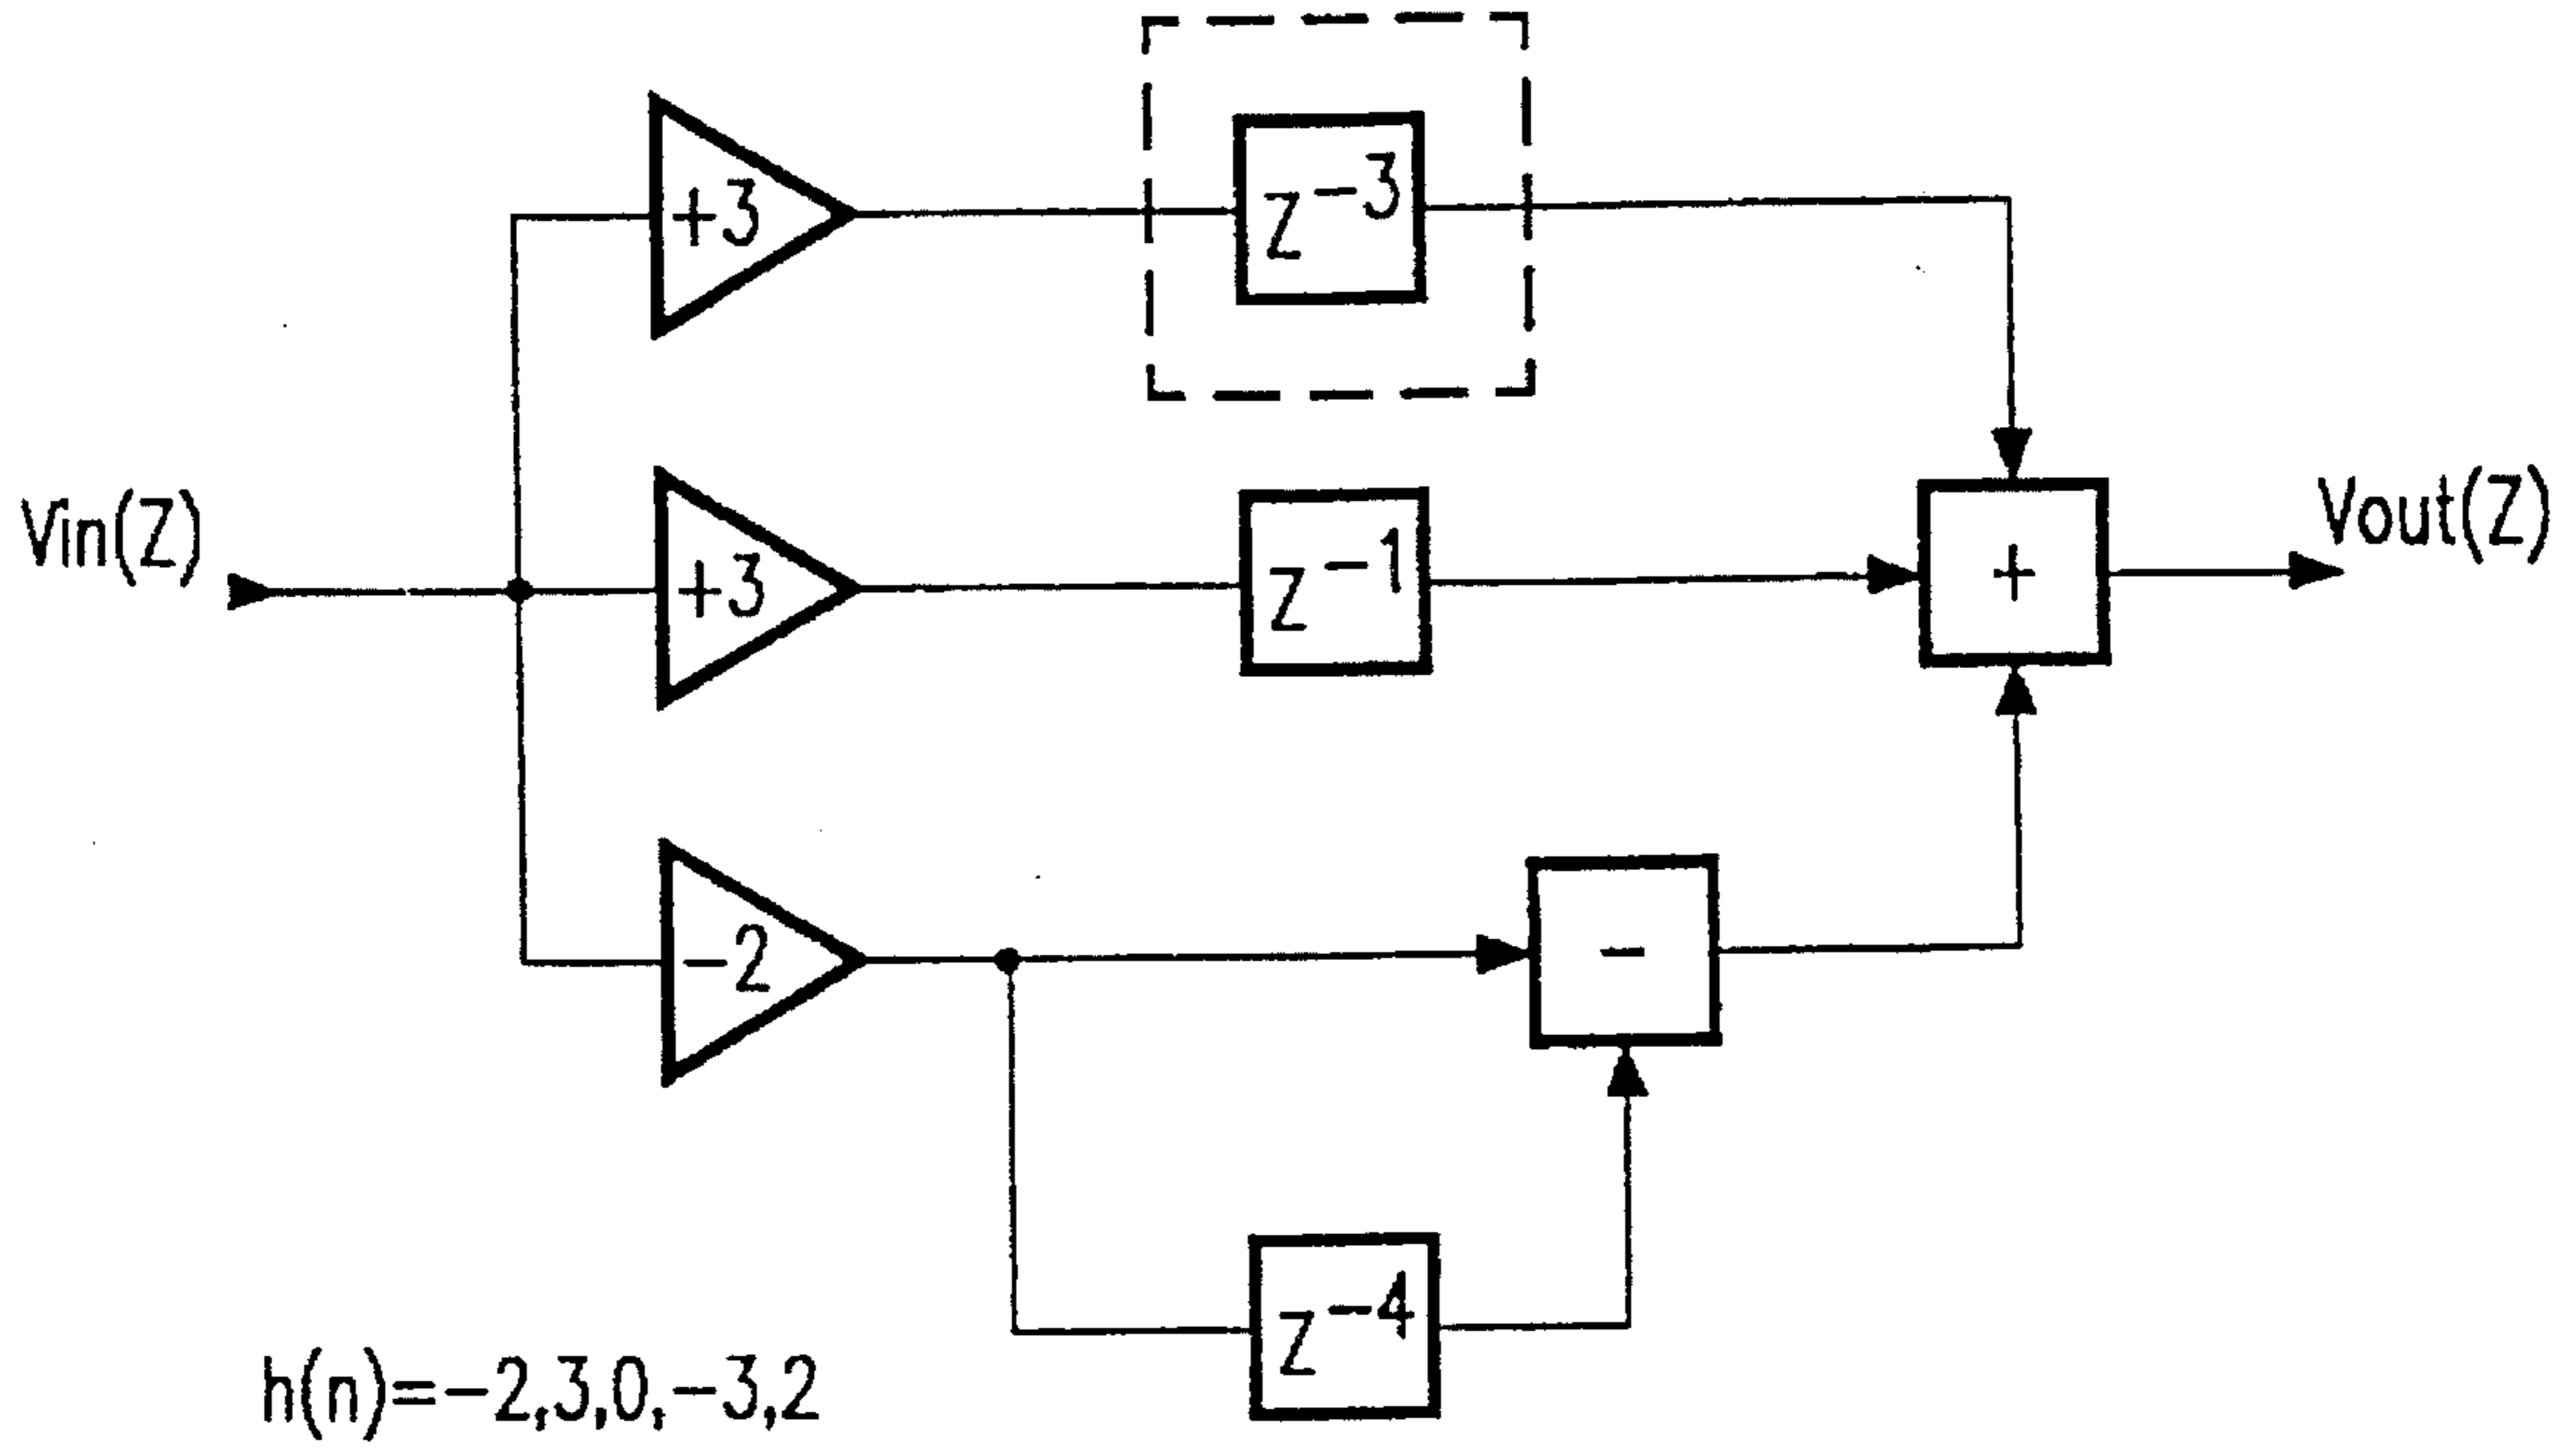 +3
z-3
Vin(Z)
+3
z-1
+
Vout(Z)
-2
-
z-4
h(n)=-2,3,0,-3,2